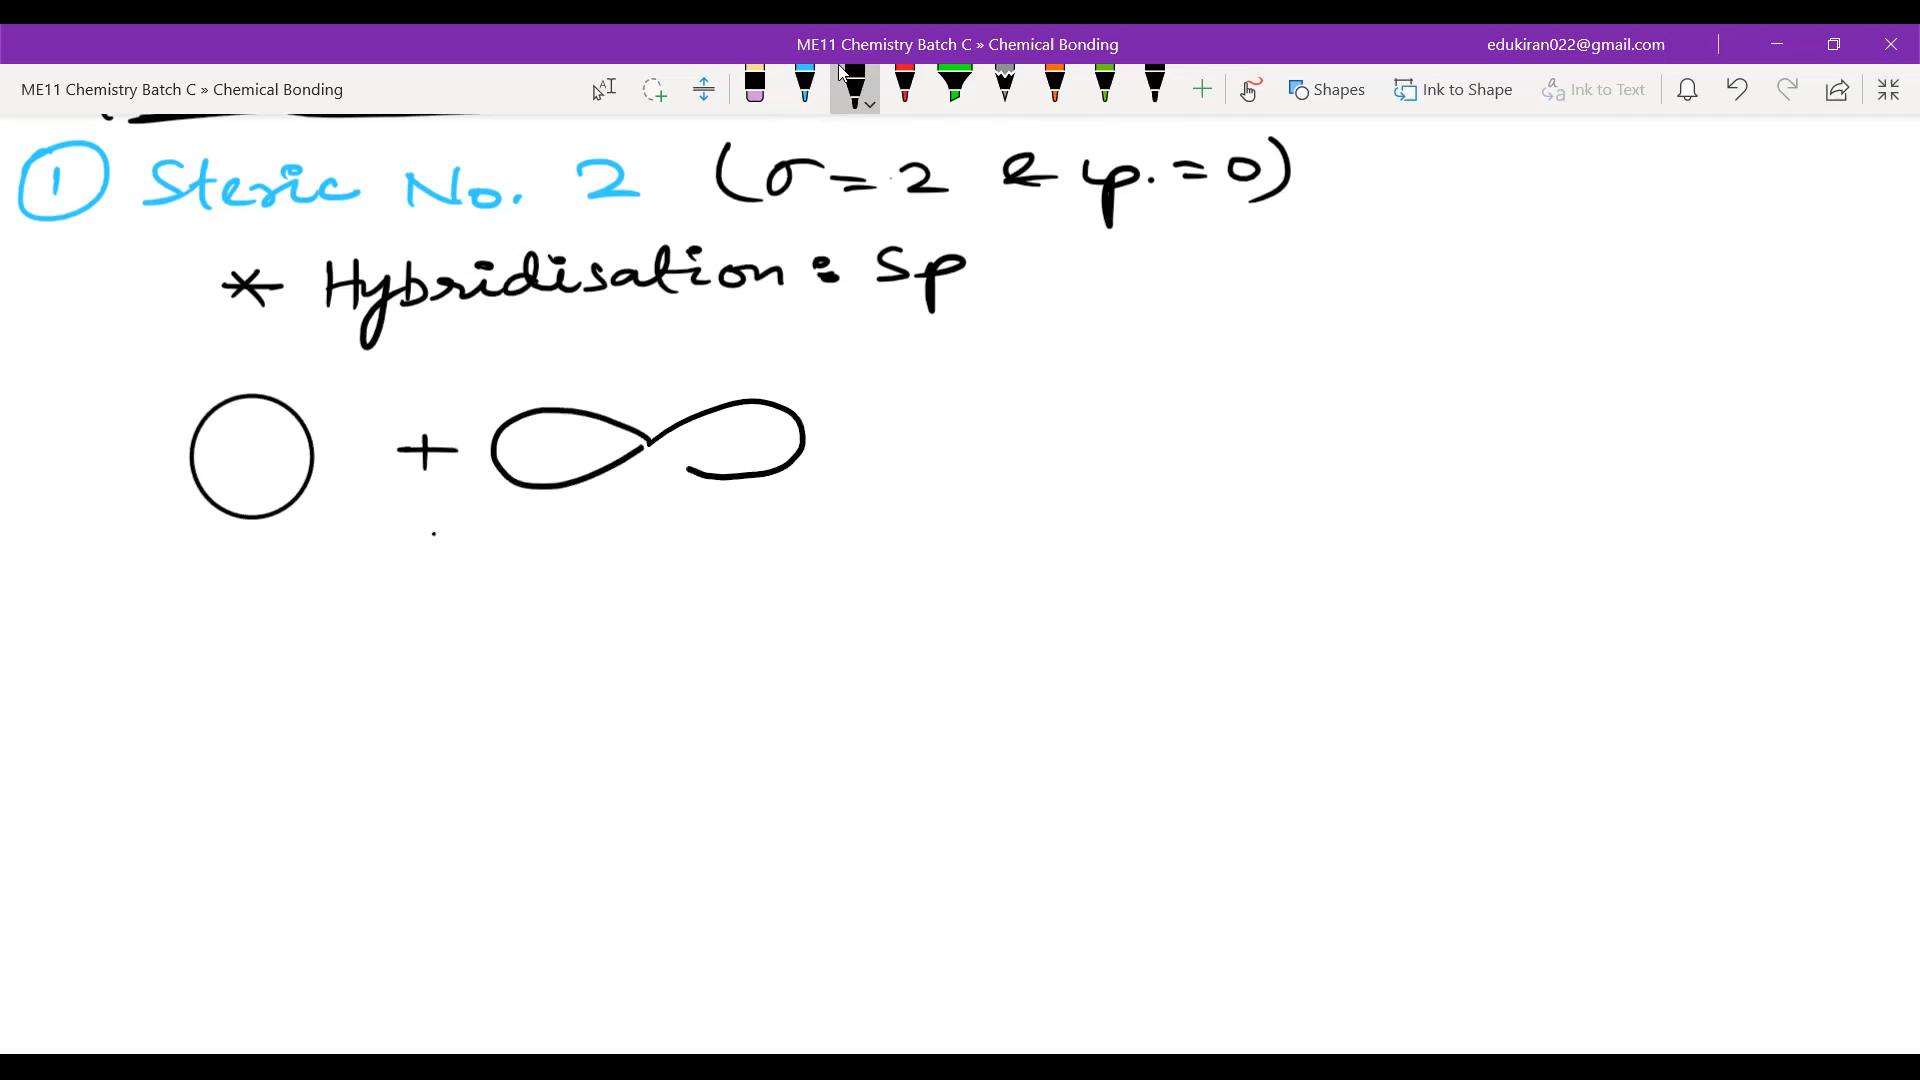 ME11 Chemistry Batch C » Chemical Bonding
edukiran022@gmail.com
ME11 Chemistry Batch C » Chemical Bonding
Shapes
Ink to Shape
Ink to Text
① Steric No. 2 (σ = 2 & lp. = 0)
* Hybridisation : Sp
+